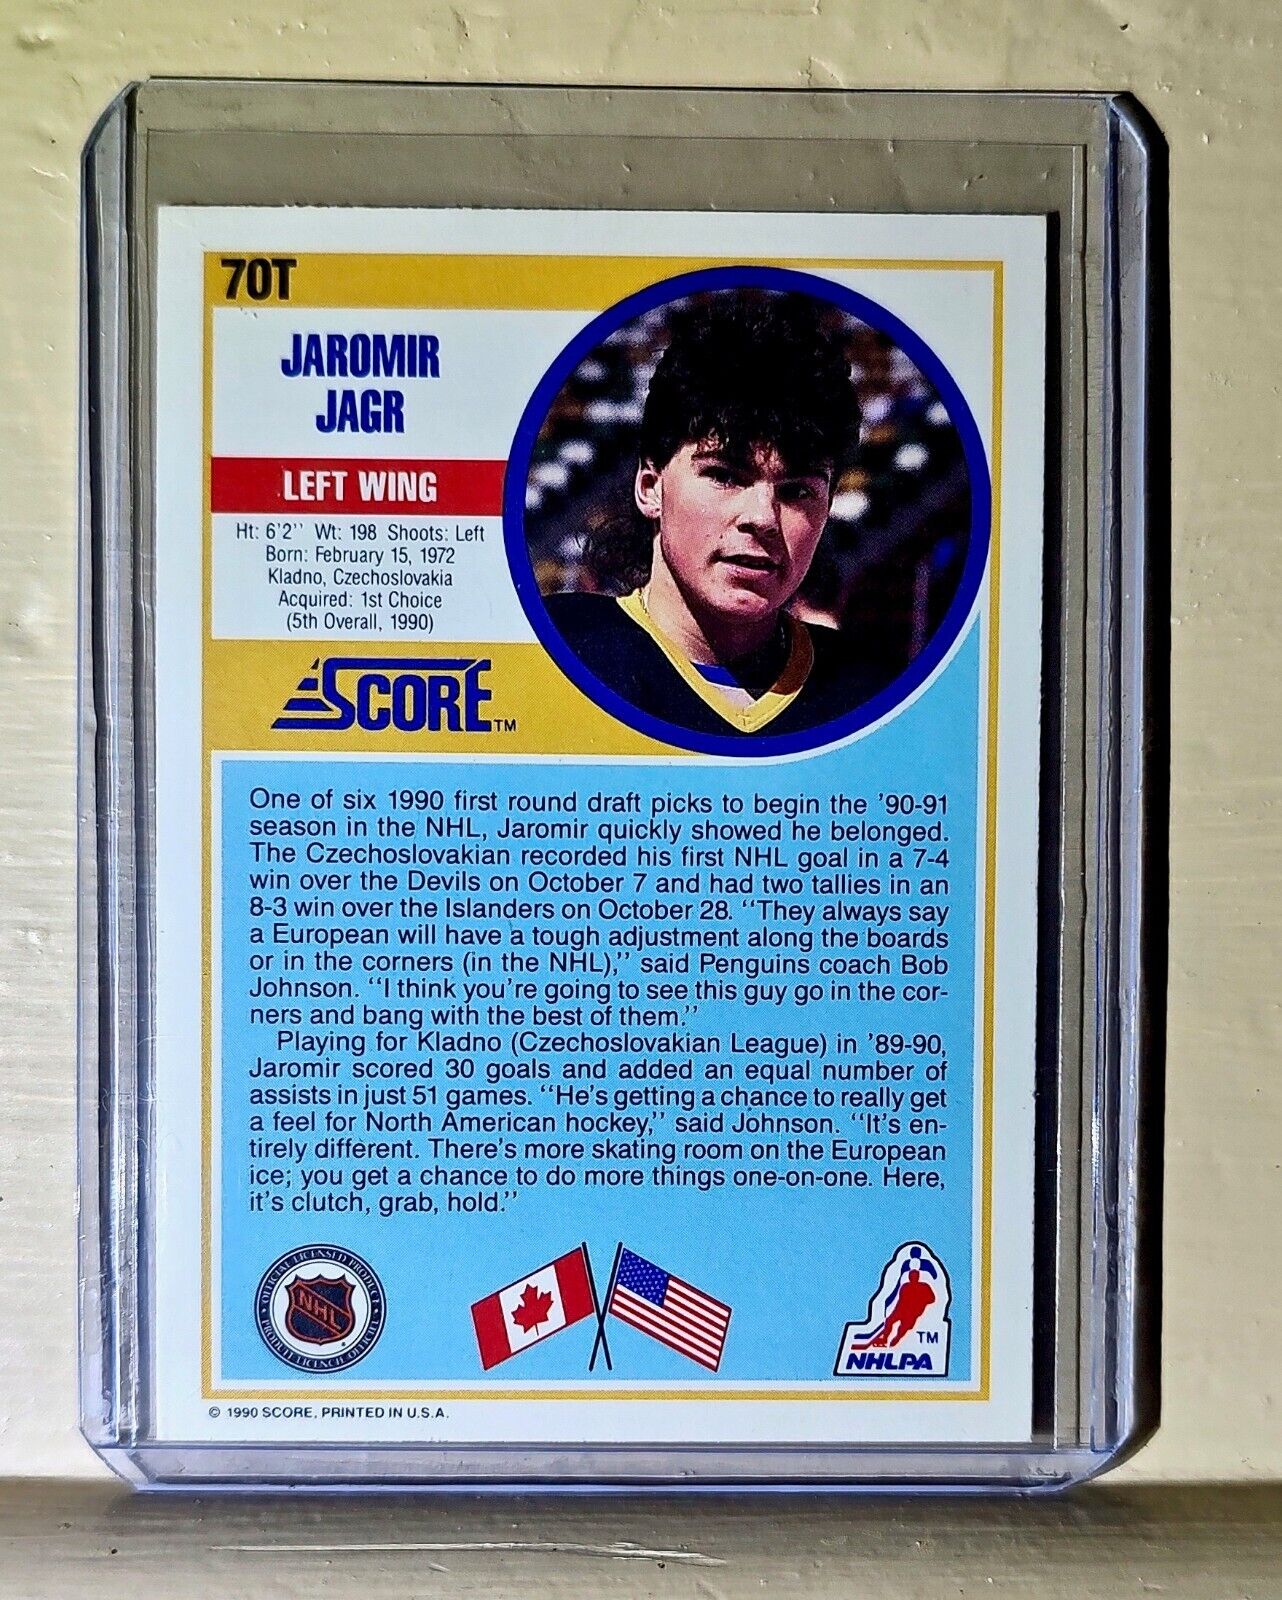 70T
JAROMIR
JAGR
LEFT WING
Ht: 6'2'' Wt: 198 Shoots: Left
Born: February 15, 1972
Kladno, Czechoslovakia
Acquired: 1st Choice
(5th Overall, 1990)
SCORE TM
One of six 1990 first round draft picks to begin the '90-91
season in the NHL, Jaromir quickly showed he belonged.
The Czechoslovakian recorded his first NHL goal in a 7-4
win over the Devils on October 7 and had two tallies in an
8-3 win over the Islanders on October 28. ‘‘They always say
a European will have a tough adjustment along the boards
or in the corners (in the NHL),’’ said Penguins coach Bob
Johnson. ‘‘I think you're going to see this guy go in the cor-
ners and bang with the best of them.’’
Playing for Kladno (Czechoslovakian League) in '89-90,
Jaromir scored 30 goals and added an equal number of
assists in just 51 games. ‘‘He's getting a chance to really get
a feel for North American hockey,’’ said Johnson. ‘‘It's en-
tirely different. There's more skating room on the European
ice; you get a chance to do more things one-on-one. Here,
it's clutch, grab, hold.’’
• OFFICIAL LICENSED PRODUCT •
NHL
PRODUIT LICENCIE OFFICIEL
TM
NHLPA
© 1990 SCORE, PRINTED IN U.S.A.